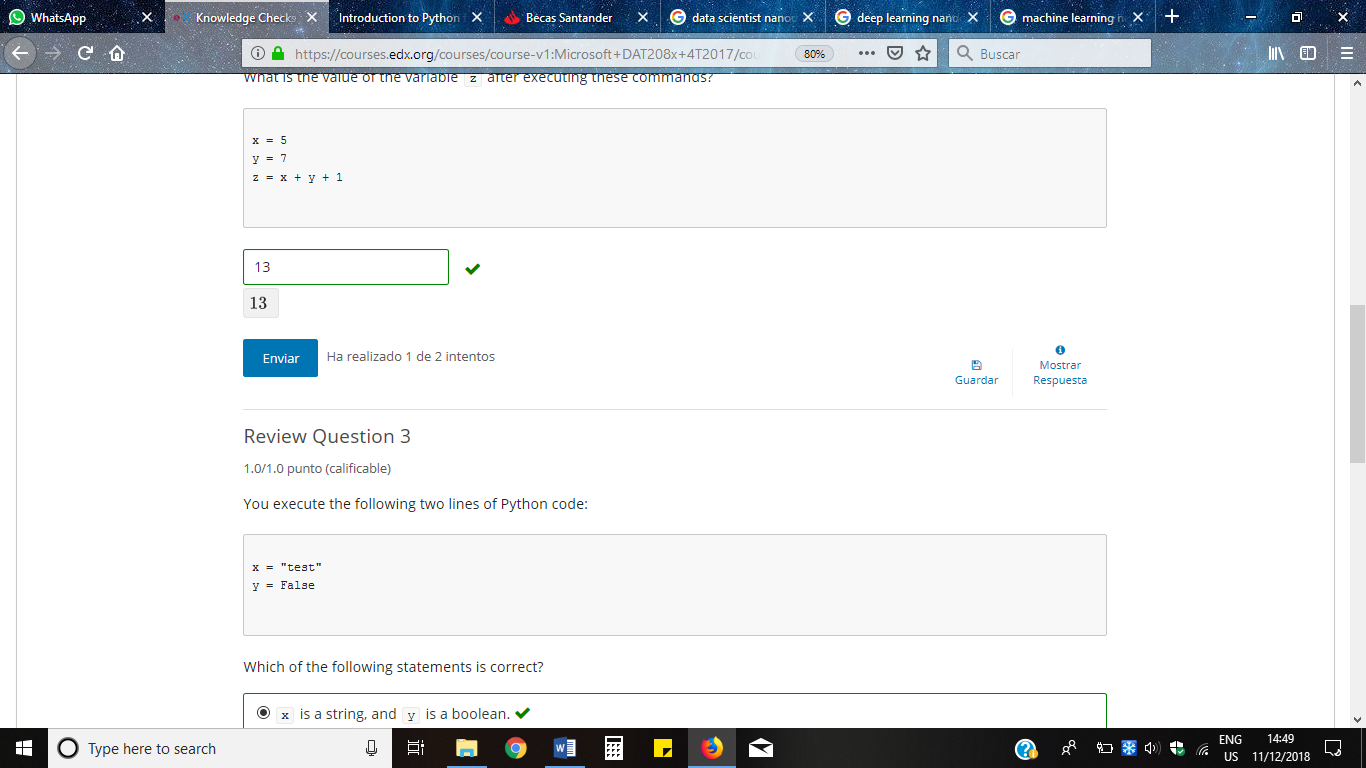 WhatsApp
Knowledge Checks
Introduction to Python
Becas Santander
data scientist nano
deep learning nano
machine learning n
https://courses.edx.org/courses/course-v1:Microsoft+DAT208x+4T2017/cou
80%
Buscar
What is the value of the variable z after executing these commands?
x = 5
y = 7
z = x + y + 1
13
13
Enviar
Ha realizado 1 de 2 intentos
Guardar
Mostrar
Respuesta
Review Question 3
1.0/1.0 punto (calificable)
You execute the following two lines of Python code:
x = "test"
y = False
Which of the following statements is correct?
x is a string, and y is a boolean.
Type here to search
ENG
US
14:49
11/12/2018